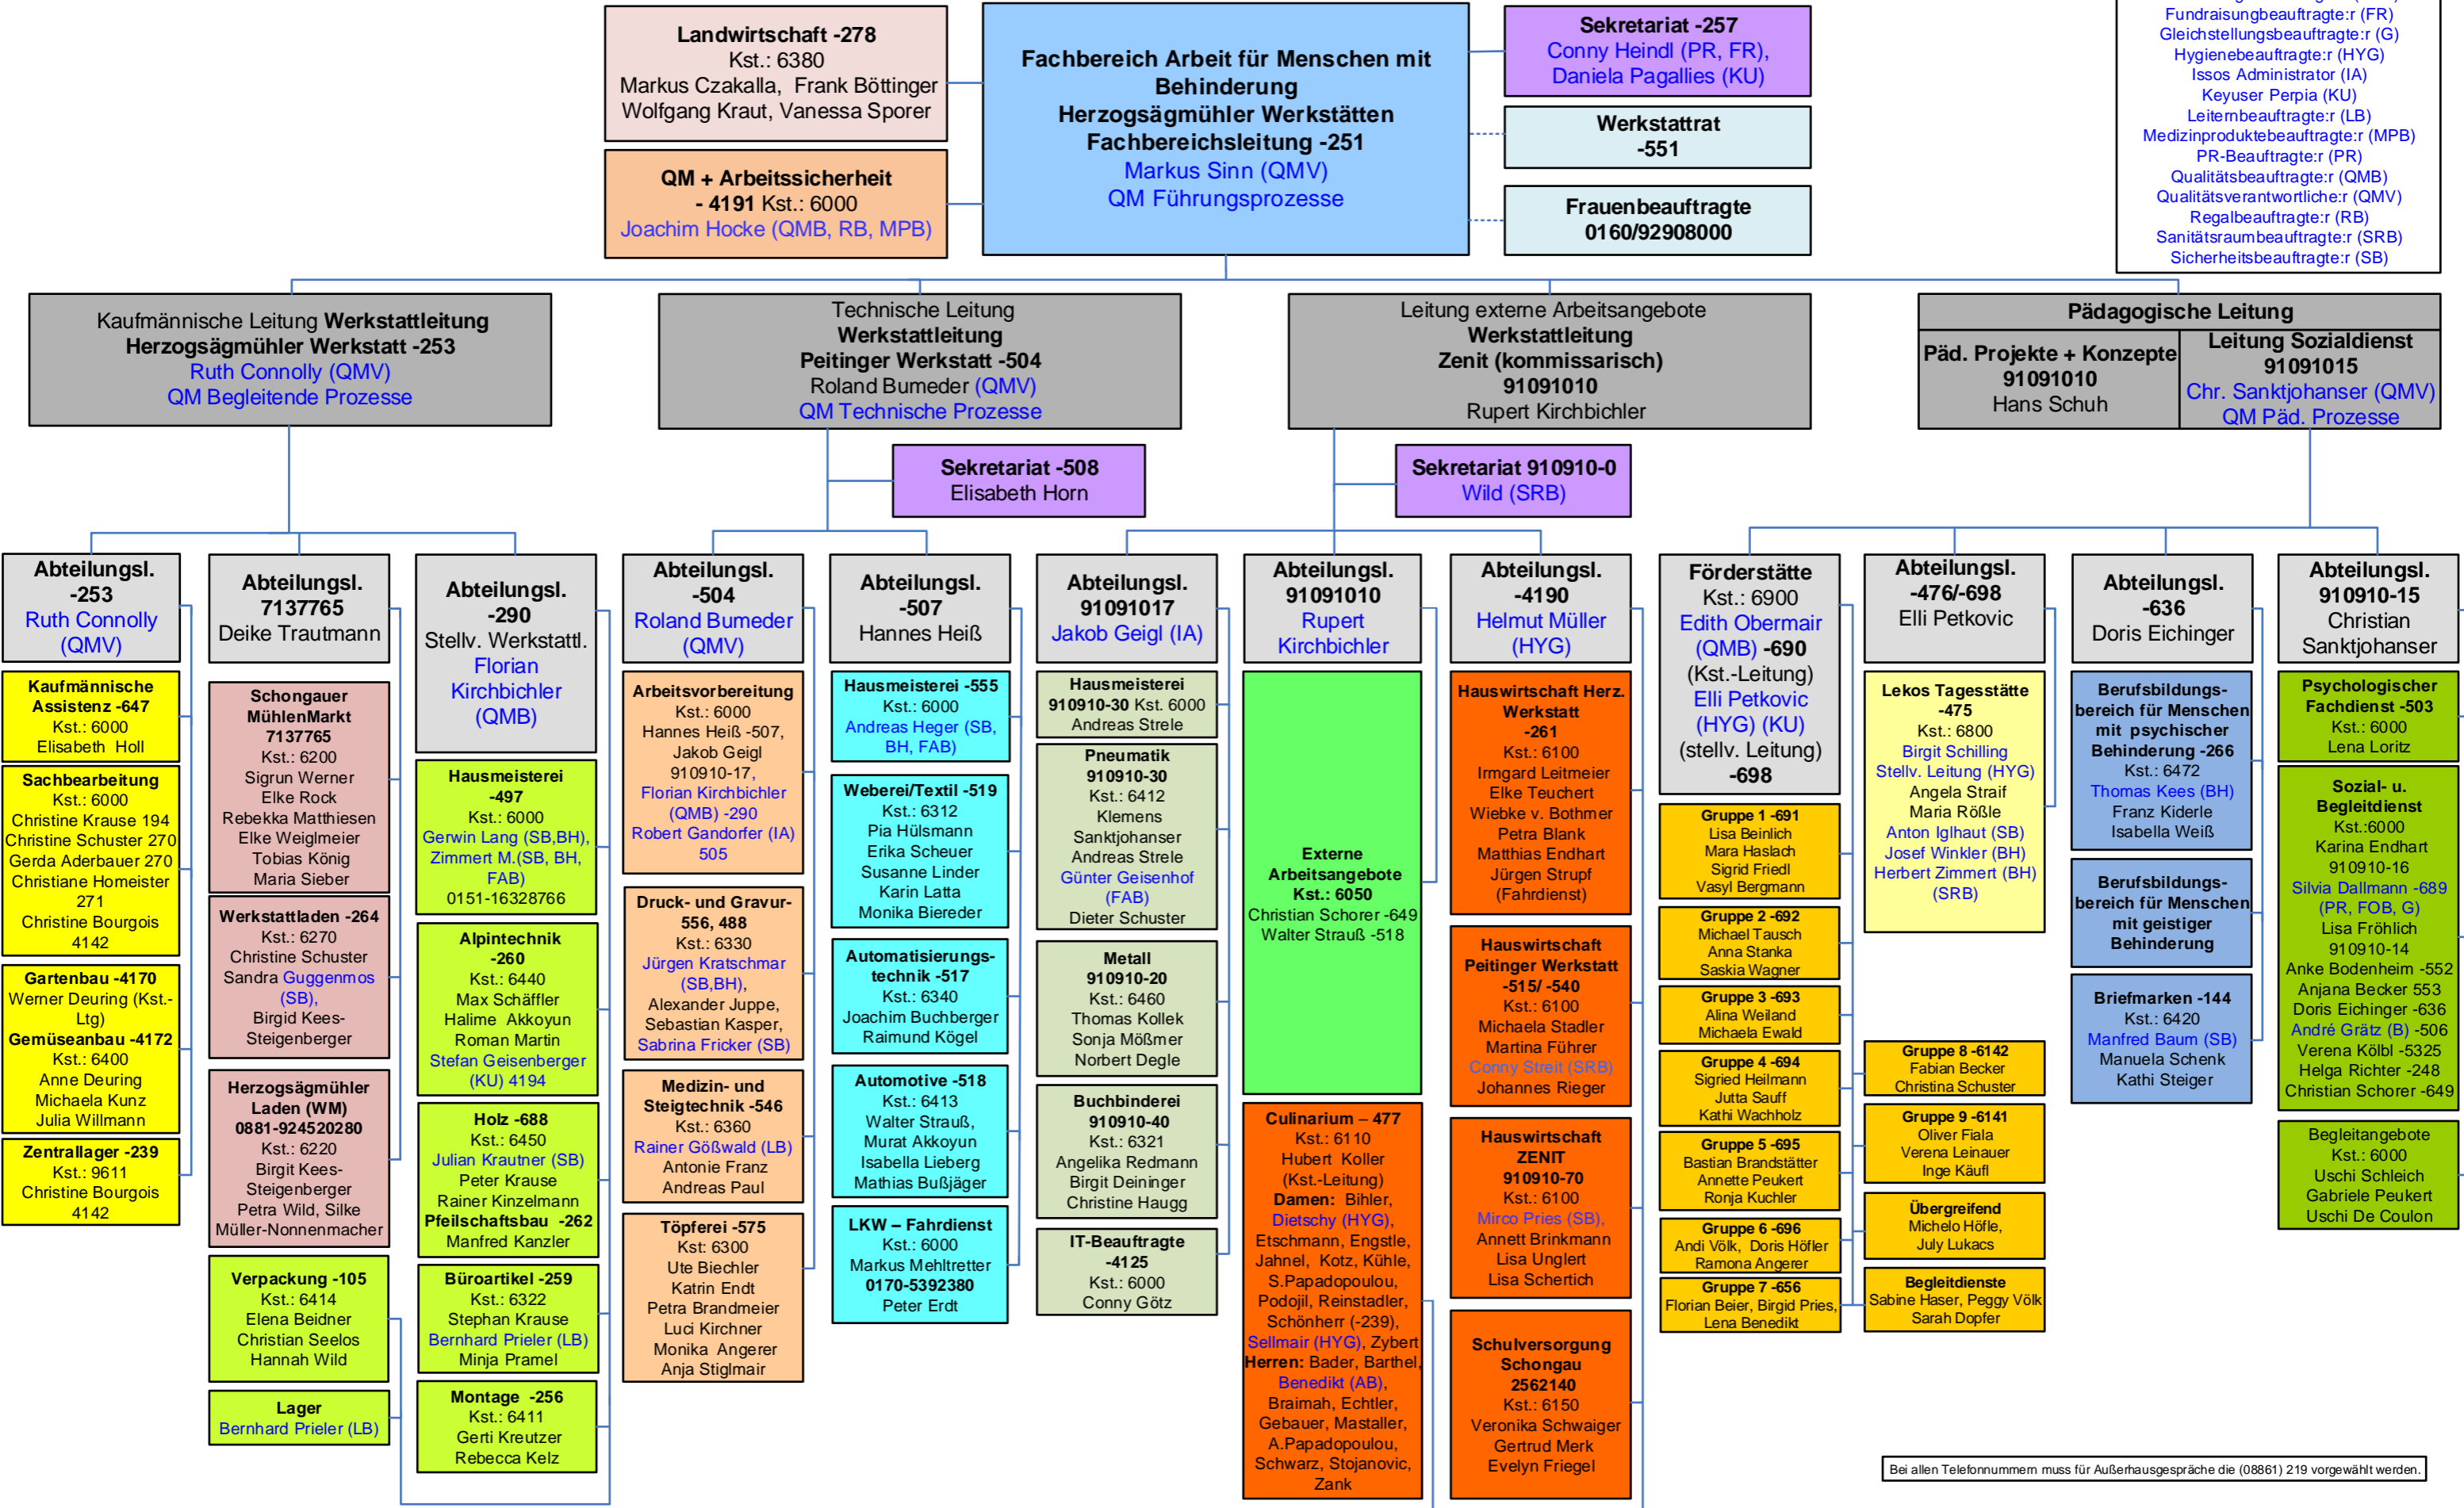 Landwirtschaft -278
Kst.: 6380
Markus Czakalla, Frank Böttinger
Wolfgang Kraut, Vanessa Sporer
QM + Arbeitssicherheit
- 4191 Kst.: 6000
Joachim Hocke (QMB, RB, MPB)
Fachbereich Arbeit für Menschen mit
Behinderung
Herzogsägmühler Werkstätten
Fachbereichsleitung -251
Markus Sinn (QMV)
QM Führungsprozesse
Sekretariat -257
Conny Heindl (PR, FR),
Daniela Pagallies (KU)
Werkstattrat
-551
Frauenbeauftragte
0160/92908000
Fundraisungbeauftragte:r (FR)
Gleichstellungsbeauftragte:r (G)
Hygienebeauftragte:r (HYG)
Issos Administrator (IA)
Keyuser Perpia (KU)
Leiternbeauftragte:r (LB)
Medizinproduktebeauftragte:r (MPB)
PR-Beauftragte:r (PR)
Qualitätsbeauftragte:r (QMB)
Qualitätsverantwortliche:r (QMV)
Regalbeauftragte:r (RB)
Sanitätsraumbeauftragte:r (SRB)
Sicherheitsbeauftragte:r (SB)
Kaufmännische Leitung Werkstattleitung
Herzogsägmühler Werkstatt -253
Ruth Connolly (QMV)
QM Begleitende Prozesse
Technische Leitung
Werkstattleitung
Peitinger Werkstatt -504
Roland Bumeder (QMV)
QM Technische Prozesse
Leitung externe Arbeitsangebote
Werkstattleitung
Zenit (kommissarisch)
91091010
Rupert Kirchbichler
Pädagogische Leitung
Päd. Projekte + Konzepte
91091010
Hans Schuh
Leitung Sozialdienst
91091015
Chr. Sanktjohanser (QMV)
QM Päd. Prozesse
Sekretariat -508
Elisabeth Horn
Sekretariat 910910-0
Wild (SRB)
Abteilungsl.
-253
Ruth Connolly
(QMV)
Kaufmännische
Assistenz -647
Kst.: 6000
Elisabeth Holl
Sachbearbeitung
Kst.: 6000
Christine Krause 194
Christine Schuster 270
Gerda Aderbauer 270
Christiane Homeister
271
Christine Bourgois
4142
Gartenbau -4170
Werner Deuring (Kst.-
Ltg)
Gemüseanbau -4172
Kst.: 6400
Anne Deuring
Michaela Kunz
Julia Willmann
Zentrallager -239
Kst.: 9611
Christine Bourgois
4142
Abteilungsl.
7137765
Deike Trautmann
Schongauer
MühlenMarkt
7137765
Kst.: 6200
Sigrun Werner
Elke Rock
Rebekka Matthiesen
Elke Weiglmeier
Tobias König
Maria Sieber
Werkstattladen -264
Kst.: 6270
Christine Schuster
Sandra Guggenmos
(SB),
Birgid Kees-
Steigenberger
Herzogsägmühler
Laden (WM)
0881-924520280
Kst.: 6220
Birgit Kees-
Steigenberger
Petra Wild, Silke
Müller-Nonnenmacher
Verpackung -105
Kst.: 6414
Elena Beidner
Christian Seelos
Hannah Wild
Lager
Bernhard Prieler (LB)
Abteilungsl.
-290
Stellv. Werkstattl.
Florian
Kirchbichler
(QMB)
Hausmeisterei
-497
Kst.: 6000
Gerwin Lang (SB,BH),
Zimmert M.(SB, BH,
FAB)
0151-16328766
Alpintechnik
-260
Kst.: 6440
Max Schäffler
Halime Akkoyun
Roman Martin
Stefan Geisenberger
(KU) 4194
Holz -688
Kst.: 6450
Julian Krautner (SB)
Peter Krause
Rainer Kinzelmann
Pfeilschaftsbau -262
Manfred Kanzler
Büroartikel -259
Kst.: 6322
Stephan Krause
Bernhard Prieler (LB)
Minja Pramel
Montage -256
Kst.: 6411
Gerti Kreutzer
Rebecca Kelz
Abteilungsl.
-504
Roland Bumeder
(QMV)
Arbeitsvorbereitung
Kst.: 6000
Hannes Heiß -507,
Jakob Geigl
910910-17,
Florian Kirchbichler
(QMB) -290
Robert Gandorfer (IA)
505
Druck- und Gravur-
556, 488
Kst.: 6330
Jürgen Kratschmar
(SB,BH),
Alexander Juppe,
Sebastian Kasper,
Sabrina Fricker (SB)
Medizin- und
Steigtechnik -546
Kst.: 6360
Rainer Gößwald (LB)
Antonie Franz
Andreas Paul
Töpferei -575
Kst: 6300
Ute Biechler
Katrin Endt
Petra Brandmeier
Luci Kirchner
Monika Angerer
Anja Stiglmair
Abteilungsl.
-507
Hannes Heiß
Hausmeisterei -555
Kst.: 6000
Andreas Heger (SB,
BH, FAB)
Weberei/Textil -519
Kst.: 6312
Pia Hülsmann
Erika Scheuer
Susanne Linder
Karin Latta
Monika Biereder
Automatisierungs-
technik -517
Kst.: 6340
Joachim Buchberger
Raimund Kögel
Automotive -518
Kst.: 6413
Walter Strauß,
Murat Akkoyun
Isabella Lieberg
Mathias Bußjäger
LKW – Fahrdienst
Kst.: 6000
Markus Mehltretter
0170-5392380
Peter Erdt
Abteilungsl.
91091017
Jakob Geigl (IA)
Hausmeisterei
910910-30 Kst. 6000
Andreas Strele
Pneumatik
910910-30
Kst.: 6412
Klemens
Sanktjohanser
Andreas Strele
Günter Geisenhof
(FAB)
Dieter Schuster
Metall
910910-20
Kst.: 6460
Thomas Kollek
Sonja Mößmer
Norbert Degle
Buchbinderei
910910-40
Kst.: 6321
Angelika Redmann
Birgit Deininger
Christine Haugg
IT-Beauftragte
-4125
Kst.: 6000
Conny Götz
Abteilungsl.
91091010
Rupert
Kirchbichler
Externe
Arbeitsangebote
Kst.: 6050
Christian Schorer -649
Walter Strauß -518
Culinarium – 477
Kst.: 6110
Hubert Koller
(Kst.-Leitung)
Damen: Bihler,
Dietschy (HYG),
Etschmann, Engstle,
Jahnel, Kotz, Kühle,
S.Papadopoulou,
Podojil, Reinstadler,
Schönherr (-239),
Sellmair (HYG), Zybert
Herren: Bader, Barthel,
Benedikt (AB),
Braimah, Echtler,
Gebauer, Mastaller,
A.Papadopoulou,
Schwarz, Stojanovic,
Zank
Abteilungsl.
-4190
Helmut Müller
(HYG)
Hauswirtschaft Herz.
Werkstatt
-261
Kst.: 6100
Irmgard Leitmeier
Elke Teuchert
Wiebke v. Bothmer
Petra Blank
Matthias Endhart
Jürgen Strupf
(Fahrdienst)
Hauswirtschaft
Peitinger Werkstatt
-515/ -540
Kst.: 6100
Michaela Stadler
Martina Führer
Conny Streit (SRB)
Johannes Rieger
Hauswirtschaft
ZENIT
910910-70
Kst.: 6100
Mirco Pries (SB),
Annett Brinkmann
Lisa Unglert
Lisa Schertich
Schulversorgung
Schongau
2562140
Kst.: 6150
Veronika Schwaiger
Gertrud Merk
Evelyn Friegel
Förderstätte
Kst.: 6900
Edith Obermair
(QMB) -690
(Kst.-Leitung)
Elli Petkovic
(HYG) (KU)
(stellv. Leitung)
-698
Gruppe 1 -691
Lisa Beinlich
Mara Haslach
Sigrid Friedl
Vasyl Bergmann
Gruppe 2 -692
Michael Tausch
Anna Stanka
Saskia Wagner
Gruppe 3 -693
Alina Weiland
Michaela Ewald
Gruppe 4 -694
Sigried Heilmann
Jutta Sauff
Kathi Wachholz
Gruppe 5 -695
Bastian Brandstätter
Annette Peukert
Ronja Kuchler
Gruppe 6 -696
Andi Völk, Doris Höfler
Ramona Angerer
Gruppe 7 -656
Florian Beier, Birgid Pries,
Lena Benedikt
Abteilungsl.
-476/-698
Elli Petkovic
Lekos Tagesstätte
-475
Kst.: 6800
Birgit Schilling
Stellv. Leitung (HYG)
Angela Straif
Maria Rößle
Anton Iglhaut (SB)
Josef Winkler (BH)
Herbert Zimmert (BH)
(SRB)
Gruppe 8 -6142
Fabian Becker
Christina Schuster
Gruppe 9 -6141
Oliver Fiala
Verena Leinauer
Inge Käufl
Übergreifend
Michelo Höfle,
July Lukacs
Begleitdienste
Sabine Haser, Peggy Völk
Sarah Dopfer
Abteilungsl.
-636
Doris Eichinger
Berufsbildungs-
bereich für Menschen
mit psychischer
Behinderung -266
Kst.: 6472
Thomas Kees (BH)
Franz Kiderle
Isabella Weiß
Berufsbildungs-
bereich für Menschen
mit geistiger
Behinderung
Briefmarken -144
Kst.: 6420
Manfred Baum (SB)
Manuela Schenk
Kathi Steiger
Abteilungsl.
910910-15
Christian
Sanktjohanser
Psychologischer
Fachdienst -503
Kst.: 6000
Lena Loritz
Sozial- u.
Begleitdienst
Kst.:6000
Karina Endhart
910910-16
Silvia Dallmann -689
(PR, FOB, G)
Lisa Fröhlich
910910-14
Anke Bodenheim -552
Anjana Becker 553
Doris Eichinger -636
André Grätz (B) -506
Verena Kölbl -5325
Helga Richter -248
Christian Schorer -649
Begleitangebote
Kst.: 6000
Uschi Schleich
Gabriele Peukert
Uschi De Coulon
Bei allen Telefonnummern muss für Außerhausgespräche die (08861) 219 vorgewählt werden.